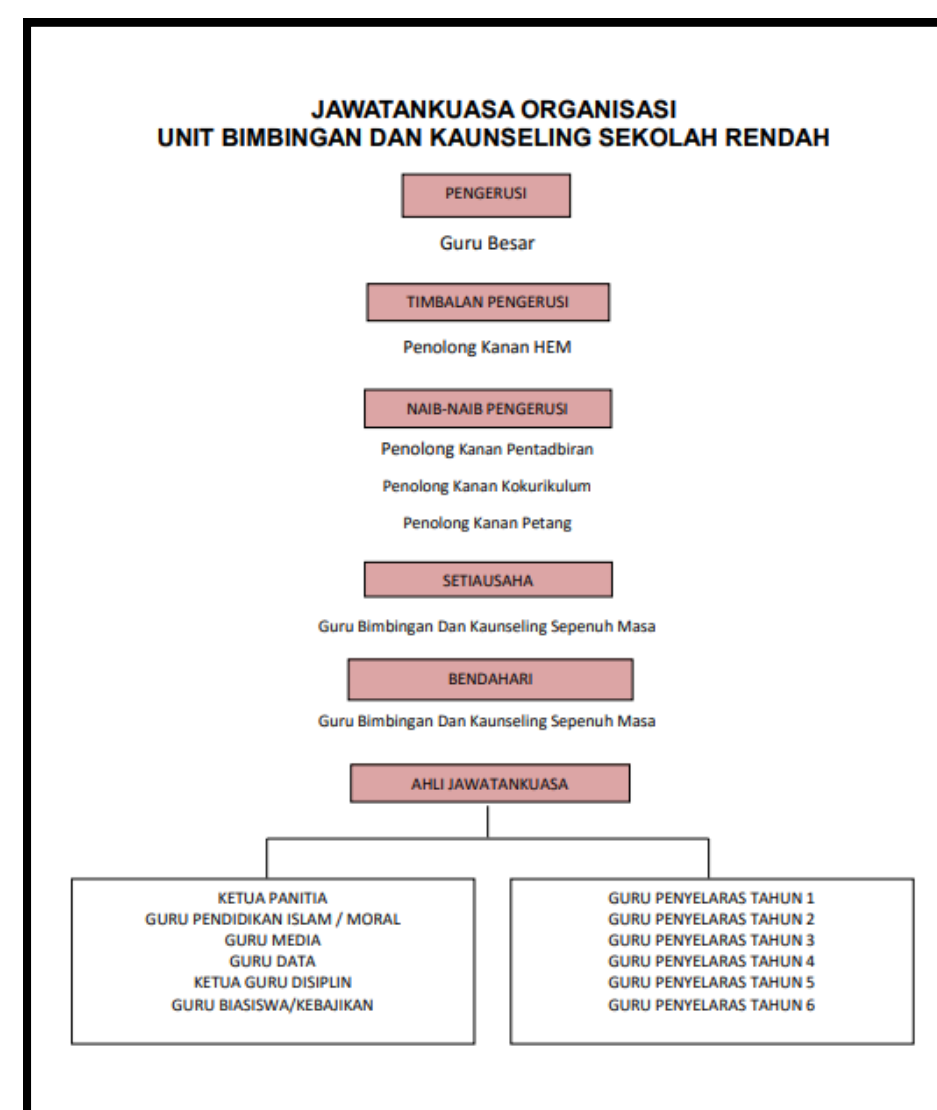 JAWATANKUASA ORGANISASI
UNIT BIMBINGAN DAN KAUNSELING SEKOLAH RENDAH
PENGERUSI
Guru Besar
TIMBALAN PENGERUSI
Penolong Kanan HEM
NAIB-NAIB PENGERUSI
Penolong Kanan Pentadbiran
Penolong Kanan Kokurikulum
Penolong Kanan Petang
SETIAUSAHA
Guru Bimbingan Dan Kaunseling Sepenuh Masa
BENDAHARI
Guru Bimbingan Dan Kaunseling Sepenuh Masa
AHLI JAWATANKUASA
KETUA PANITIA
GURU PENDIDIKAN ISLAM / MORAL
GURU MEDIA
GURU DATA
KETUA GURU DISIPLIN
GURU BIASISWA/KEBAJIKAN
GURU PENYELARAS TAHUN 1
GURU PENYELARAS TAHUN 2
GURU PENYELARAS TAHUN 3
GURU PENYELARAS TAHUN 4
GURU PENYELARAS TAHUN 5
GURU PENYELARAS TAHUN 6